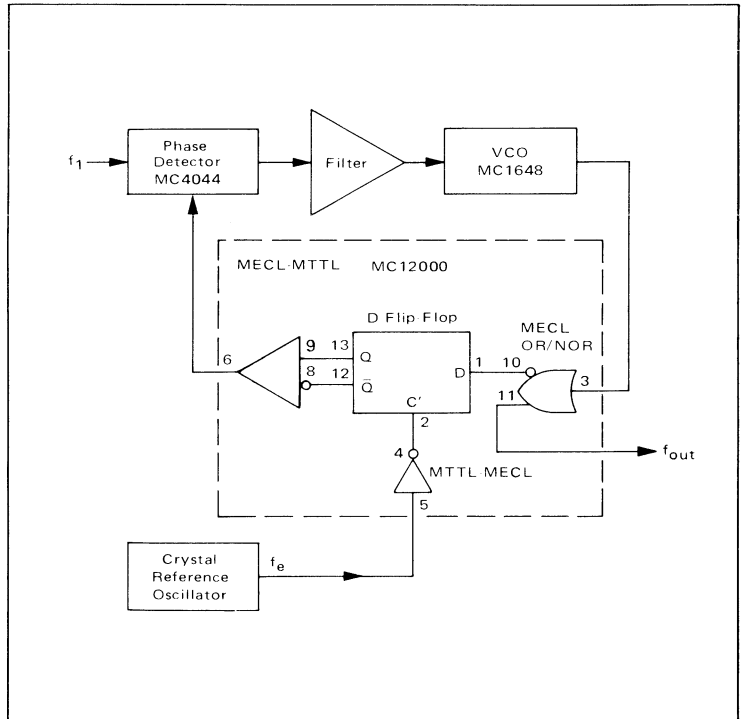 Phase
Detector
MC4044
f1
Filter
VCO
MC1648
MECL-MTTL MC12000
D Flip-Flop
MECL
OR/NOR
6
9
13
Q
8
12
Q̄
D
1
10
11
3
C'
2
4
MTTL-MECL
5
fout
Crystal
Reference
Oscillator
fe